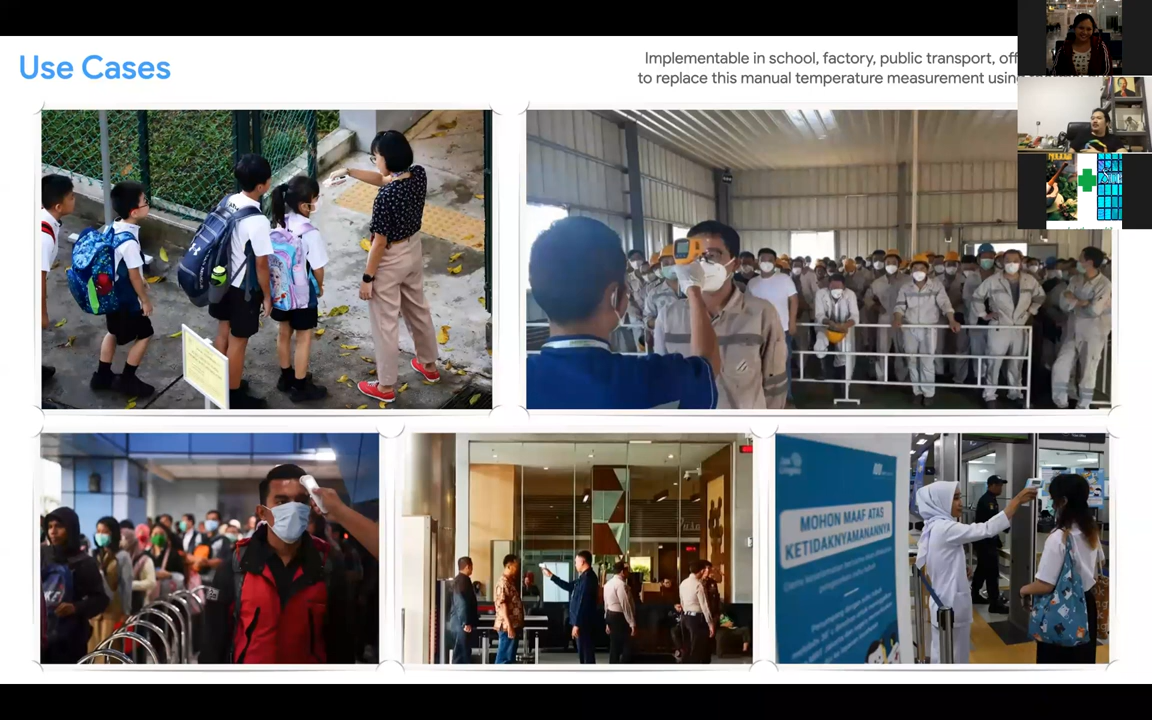 Use Cases
Implementable in school, factory, public transport, off
to replace this manual temperature measurement using
MOHON MAAF ATAS
KETIDAKNYAMANANNYA